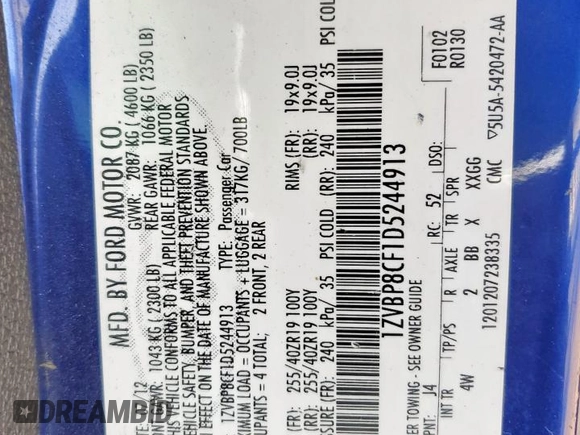 MFD. BY FORD MOTOR CO.
GVWR: 2087 KG (4600 LB)
1043 KG (2300 LB) REAR GAWR: 1066 KG (2350 LB)
VEHICLE CONFORMS TO ALL APPLICABLE FEDERAL MOTOR
VEHICLE SAFETY, BUMPER, AND THEFT PREVENTION STANDARDS
EFFECT ON THE DATE OF MANUFACTURE SHOWN ABOVE.
1ZVBP8CF1D5244913 TYPE: Passenger Car
LOAD = OCCUPANTS + LUGGAGE = 317KG / 700LB
= 4 TOTAL; 2 FRONT, 2 REAR
(FR): 255/40ZR19 100Y RIMS (FR): 19x9.0J
(RR): 255/40ZR19 100Y (RR): 19x9.0J
(FR): 240 kPa/ 35 PSI COLD (RR): 240 kPa/ 35 PSI COLD
1ZVBP8CF1D5244913
TOWING - SEE OWNER GUIDE F0102
J4 RC: 52 DSO: R0130
INT TR TP/PS R AXLE TR SPR
4W 2 BB X XXGG
1201207238335 CMC ▽5U5A-5420472-AA
DREAMBID